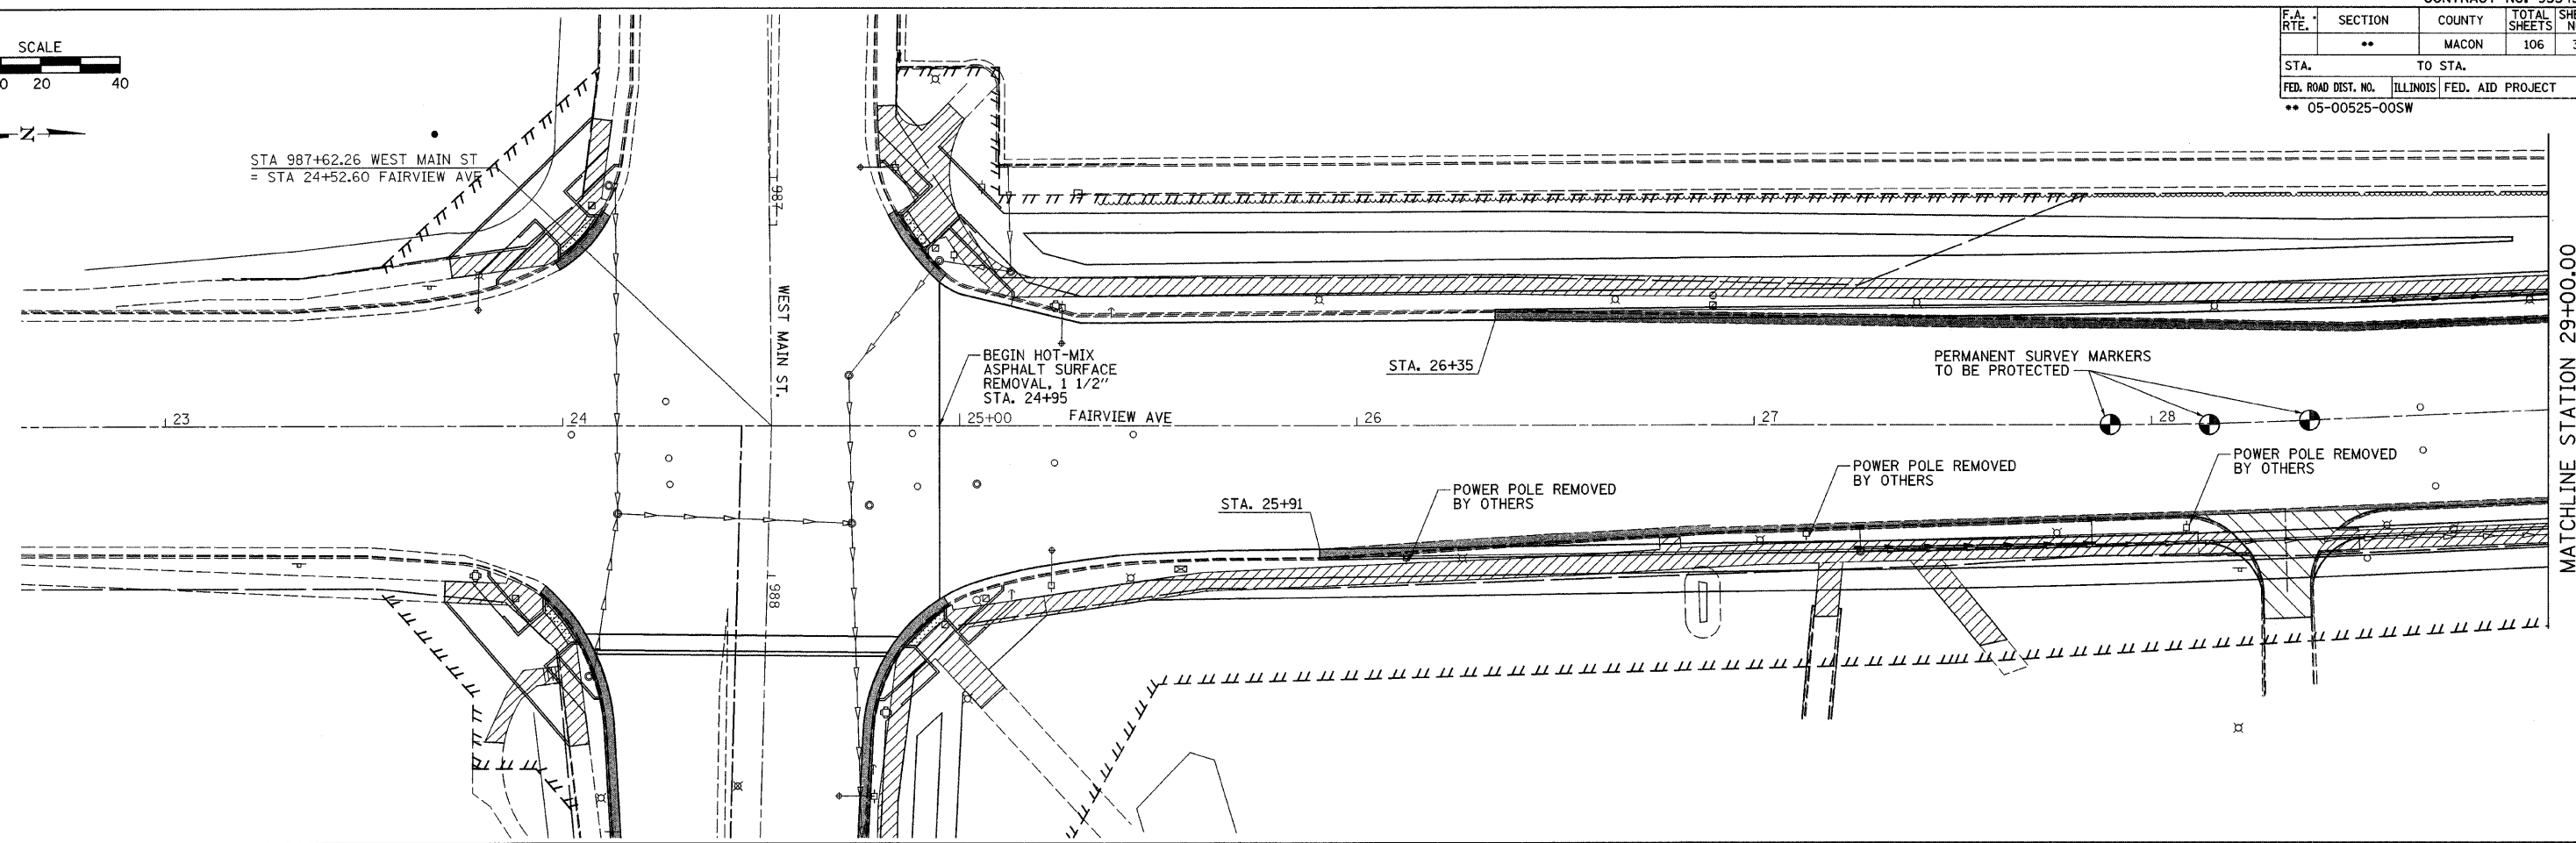 F.A. RTE. SECTION COUNTY TOTAL SHEETS
** MACON 106
STA. TO STA.
FED. ROAD DIST. NO. ILLINOIS FED. AID PROJECT
** 05-00525-00SW
SCALE
0 20 40
N
STA 987+62.26 WEST MAIN ST
= STA 24+52.60 FAIRVIEW AVE
987
WEST MAIN ST.
988
BEGIN HOT-MIX
ASPHALT SURFACE
REMOVAL, 1 1/2"
STA. 24+95
STA. 26+35
PERMANENT SURVEY MARKERS
TO BE PROTECTED
23
24
25+00
FAIRVIEW AVE
26
27
28
STA. 25+91
POWER POLE REMOVED
BY OTHERS
POWER POLE REMOVED
BY OTHERS
POWER POLE REMOVED
BY OTHERS
MATCHLINE STATION 29+00.00